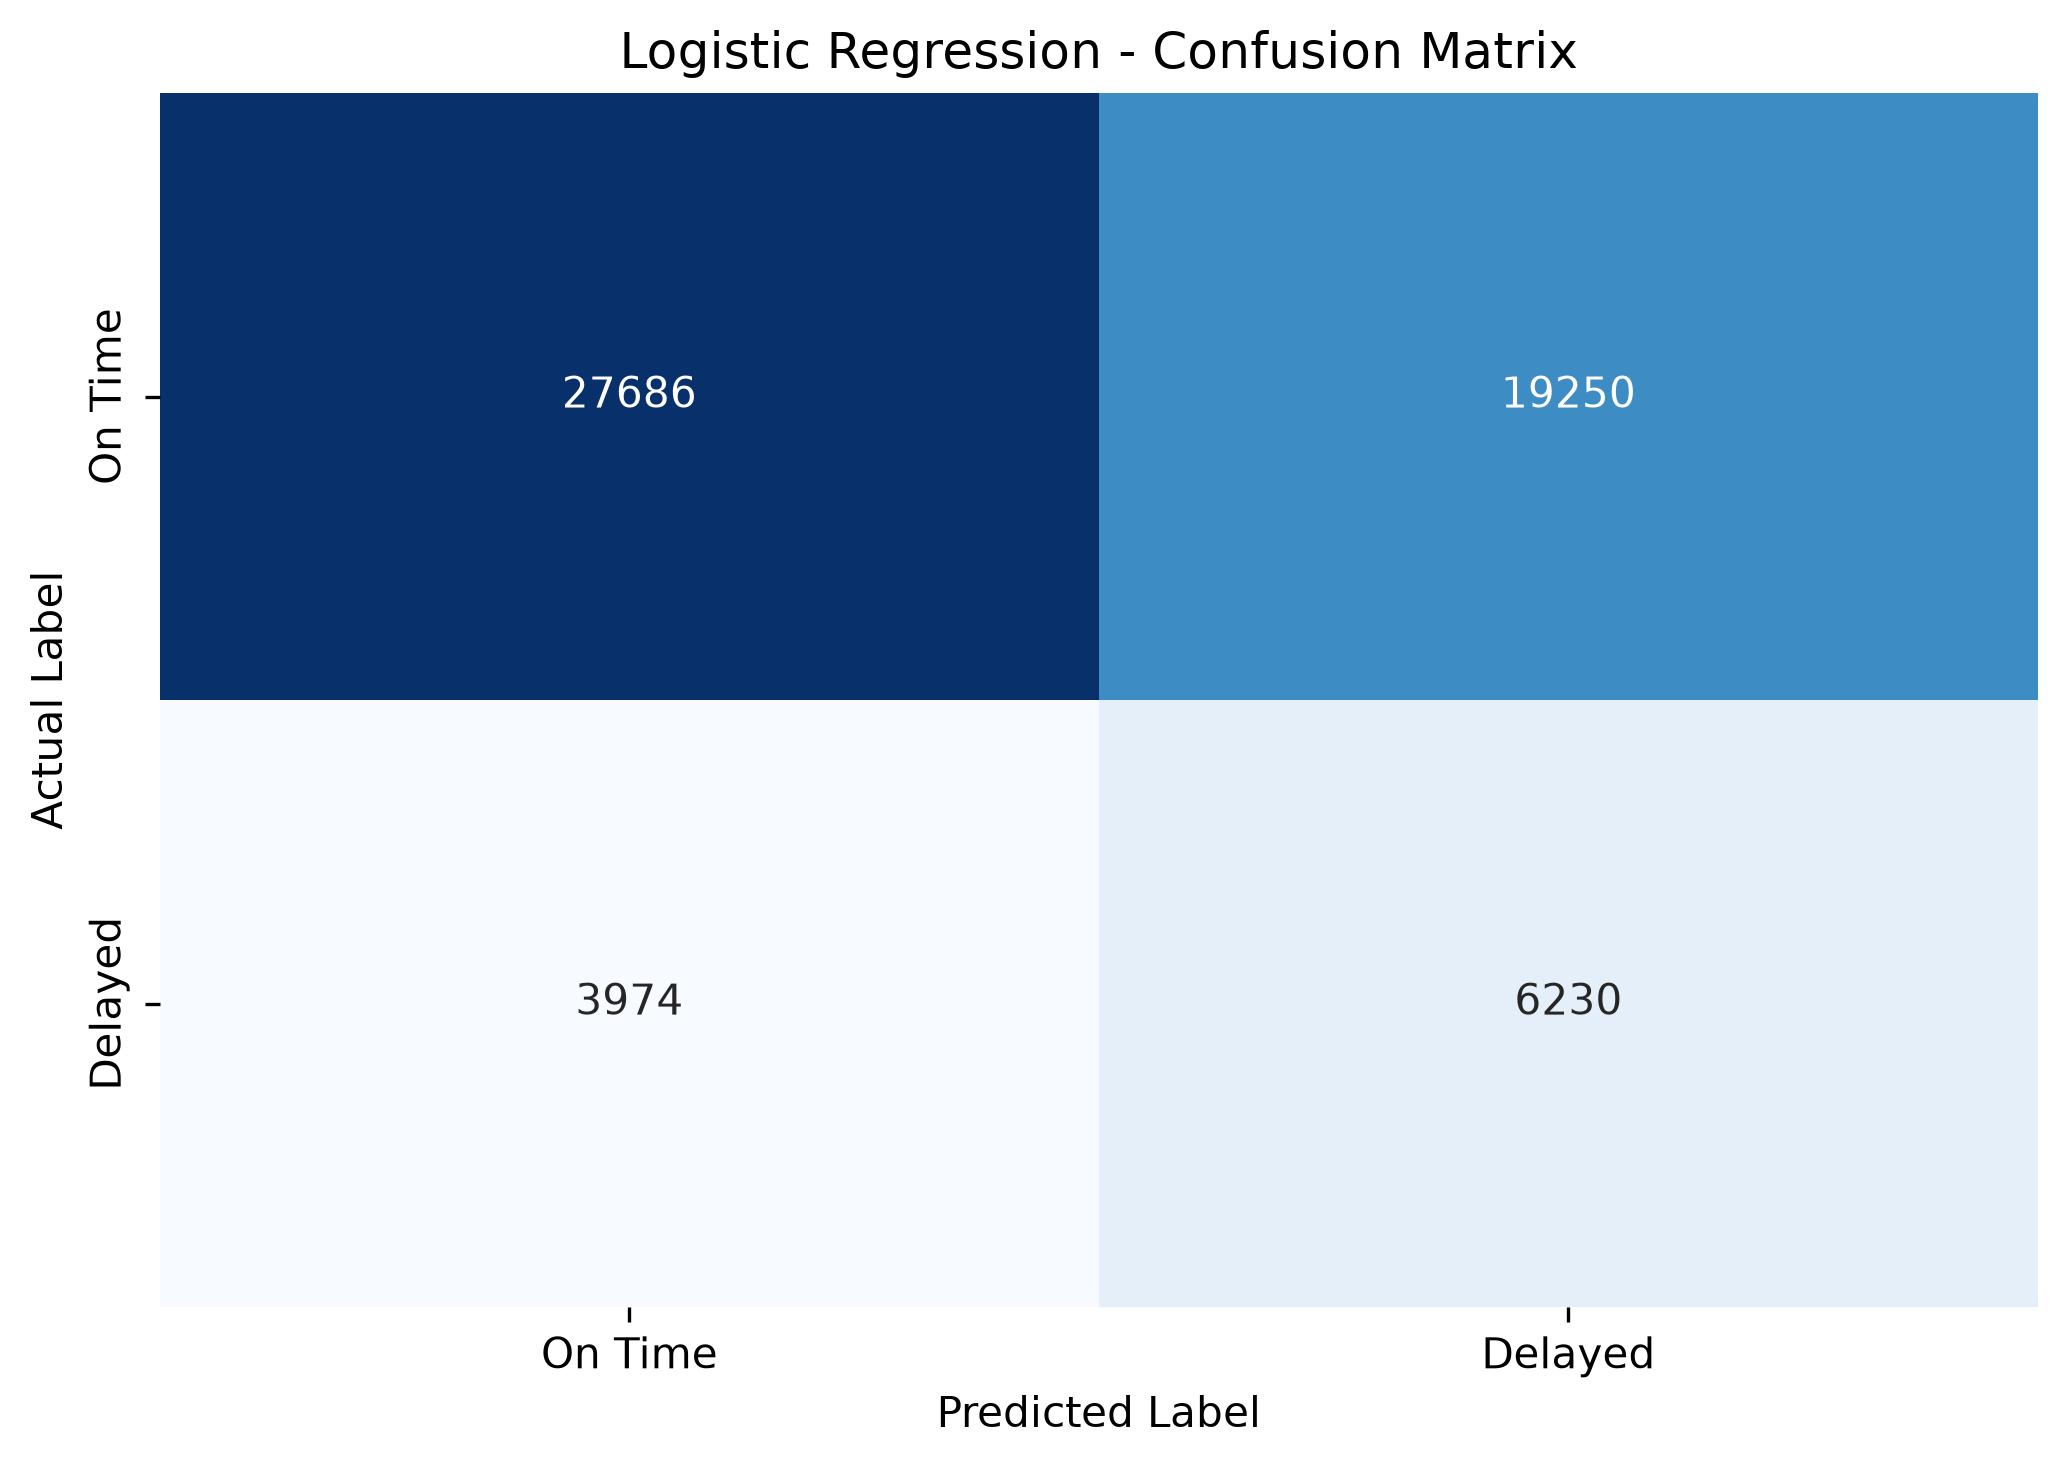 Logistic Regression - Confusion Matrix
Actual Label
On Time
27686
19250
Delayed
3974
6230
On Time
Delayed
Predicted Label